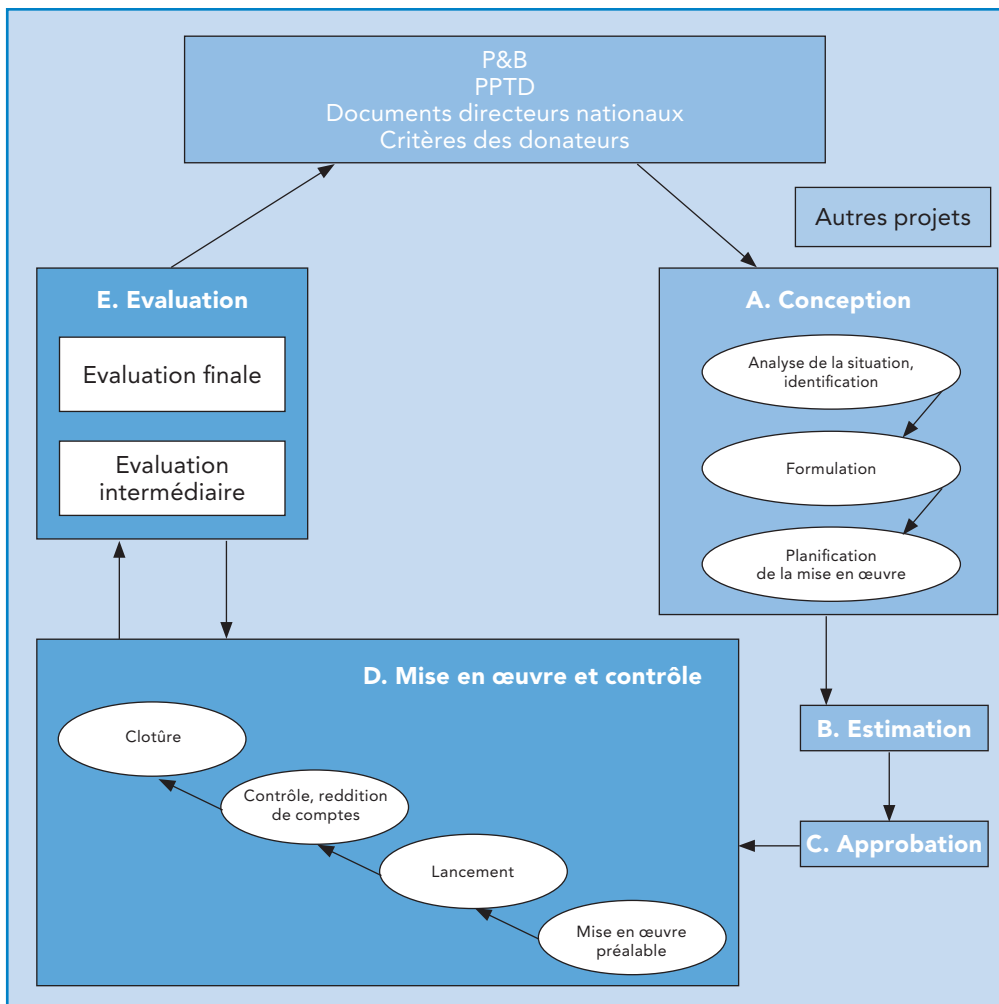 P&B
PPTD
Documents directeurs nationaux
Critères des donateurs
Autres projets
A. Conception
Analyse de la situation,
identification
Formulation
Planification
de la mise en œuvre
B. Estimation
C. Approbation
D. Mise en œuvre et contrôle
Mise en œuvre
préalable
Lancement
Contrôle, reddition
de comptes
Clotûre
E. Evaluation
Evaluation finale
Evaluation
intermédiaire